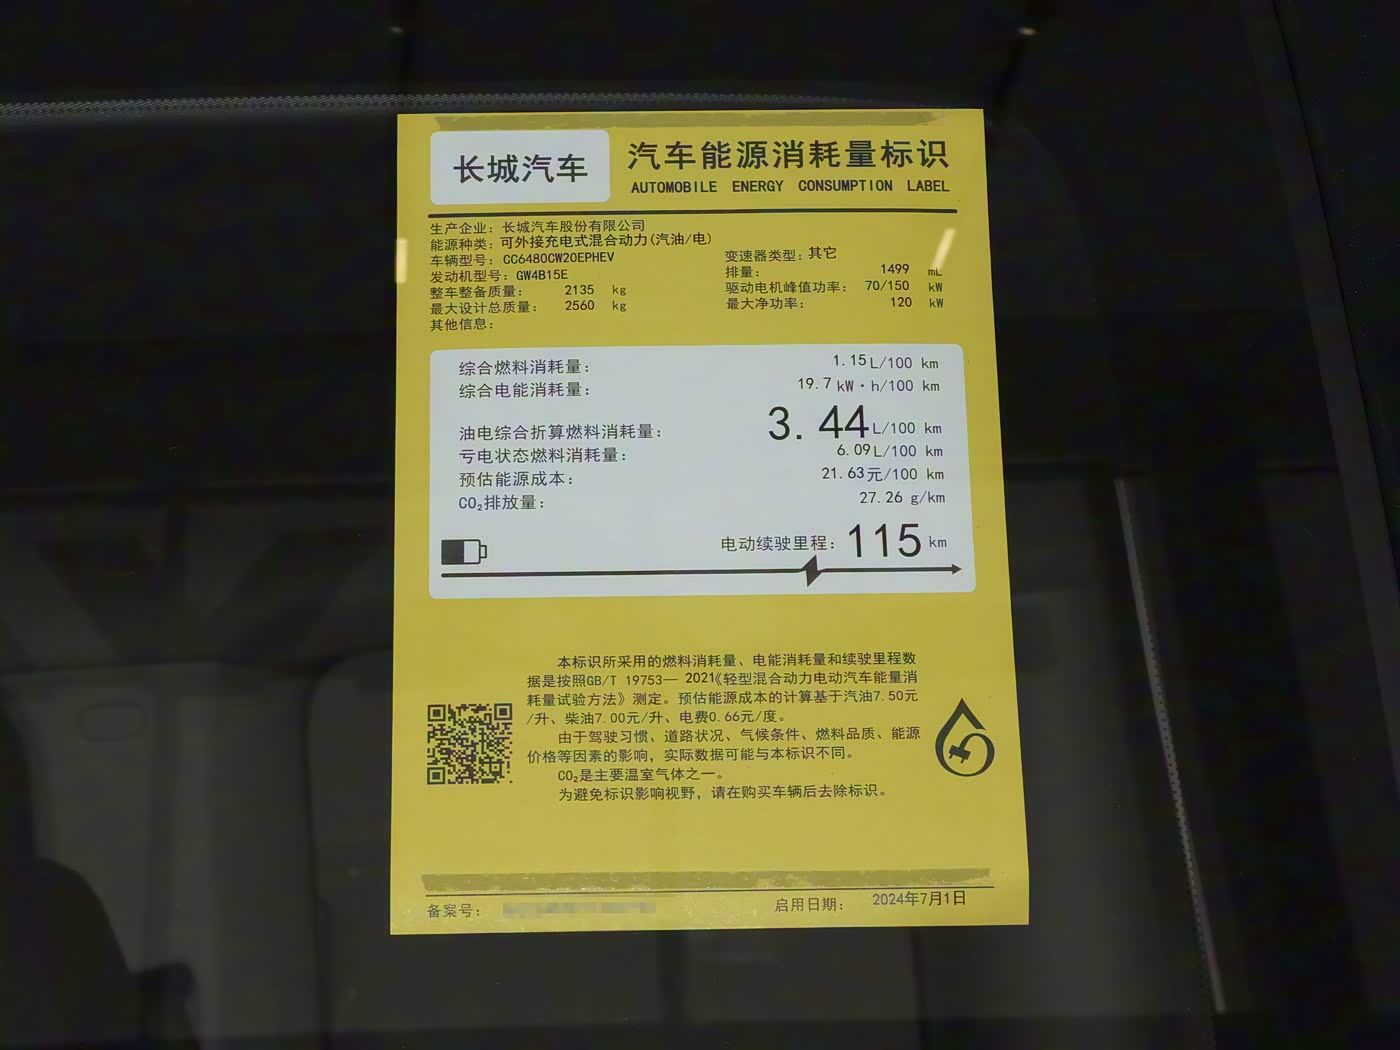 长城汽车
汽车能源消耗量标识
AUTOMOBILE ENERGY CONSUMPTION LABEL
生产企业：长城汽车股份有限公司
能源种类：可外接充电式混合动力(汽油/电)
车辆型号：CC6480CW20EPHEV
变速器类型：其它
发动机型号：GW4B15E
排量： 1499 mL
整车整备质量： 2135 kg
驱动电机峰值功率： 70/150 kW
最大设计总质量： 2560 kg
最大净功率： 120 kW
其他信息：
综合燃料消耗量： 1.15 L/100 km
综合电能消耗量： 19.7 kW·h/100 km
油电综合折算燃料消耗量： 3.44 L/100 km
亏电状态燃料消耗量： 6.09 L/100 km
预估能源成本： 21.63 元/100 km
CO₂排放量： 27.26 g/km
电动续驶里程： 115 km
本标识所采用的燃料消耗量、电能消耗量和续驶里程数
据是按照GB/T 19753— 2021《轻型混合动力电动汽车能量消
耗量试验方法》测定。预估能源成本的计算基于汽油7.50元
/升、柴油7.00元/升、电费0.66元/度。
由于驾驶习惯、道路状况、气候条件、燃料品质、能源
价格等因素的影响，实际数据可能与本标识不同。
CO₂是主要温室气体之一。
为避免标识影响视野，请在购买车辆后去除标识。
备案号：
启用日期： 2024年7月1日